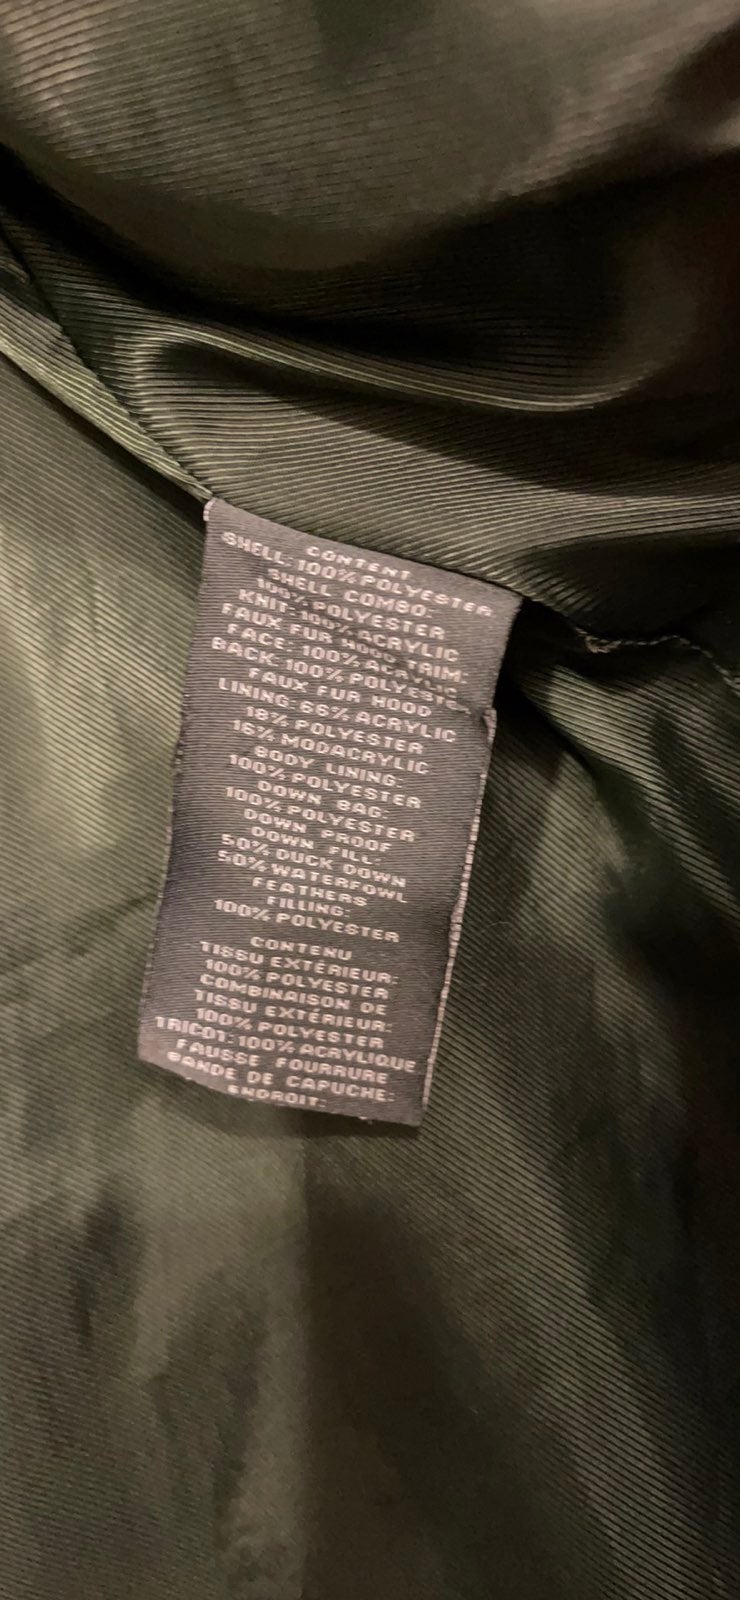 CONTENT
SHELL: 100% POLYESTER
SHELL COMBO:
100% POLYESTER
KNIT: 100% ACRYLIC
FAUX FUR HOOD TRIM:
FACE: 100% ACRYLIC
BACK: 100% POLYESTER
FAUX FUR HOOD
LINING: 66% ACRYLIC
18% POLYESTER
16% MODACRYLIC
BODY LINING:
100% POLYESTER
DOWN BAG:
100% POLYESTER
DOWN PROOF
DOWN FILL:
50% DUCK DOWN
50% WATERFOWL
FEATHERS
FILLING:
100% POLYESTER
CONTENU
TISSU EXTÉRIEUR:
100% POLYESTER
COMBINAISON DE
TISSU EXTÉRIEUR:
100% POLYESTER
TRICOT: 100% ACRYLIQUE
FAUSSE FOURRURE
BANDE DE CAPUCHE:
ENDROIT: